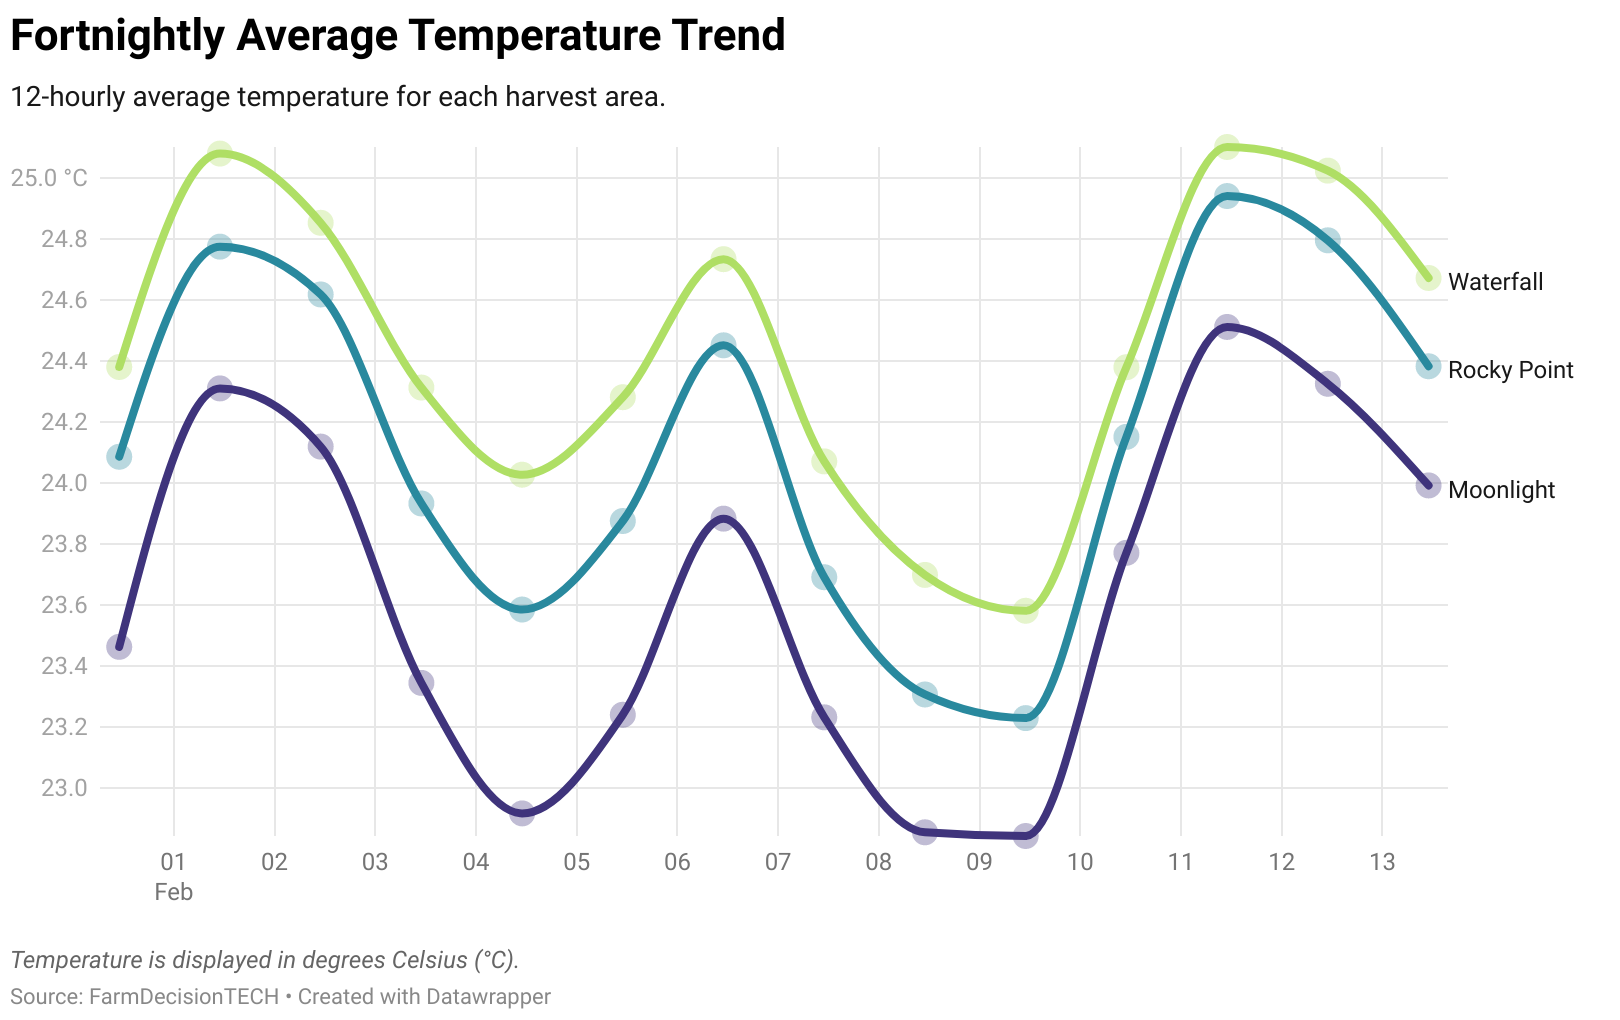 Fortnightly Average Temperature Trend
12-hourly average temperature for each harvest area.
25.0 °C
24.8
24.6
24.4
24.2
24.0
23.8
23.6
23.4
23.2
23.0
Waterfall
Rocky Point
Moonlight
01 02 03 04 05 06 07 08 09 10 11 12 13
Feb
Temperature is displayed in degrees Celsius (°C).
Source: FarmDecisionTECH • Created with Datawrapper